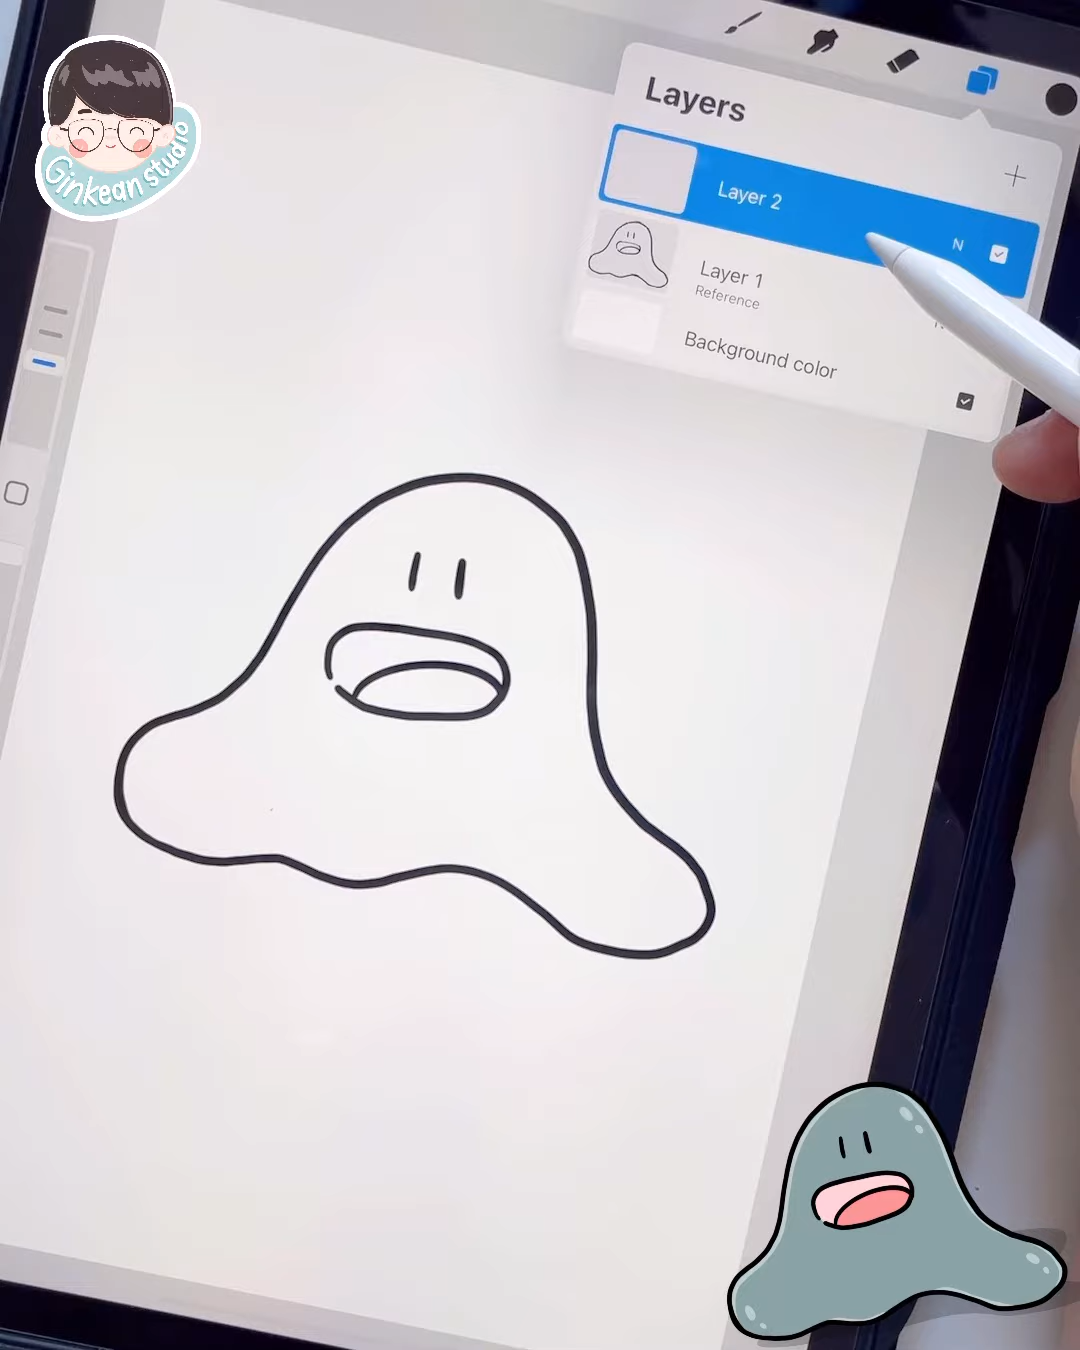 Ginkean studio
Layers
Layer 2
N
Layer 1
Reference
Background color